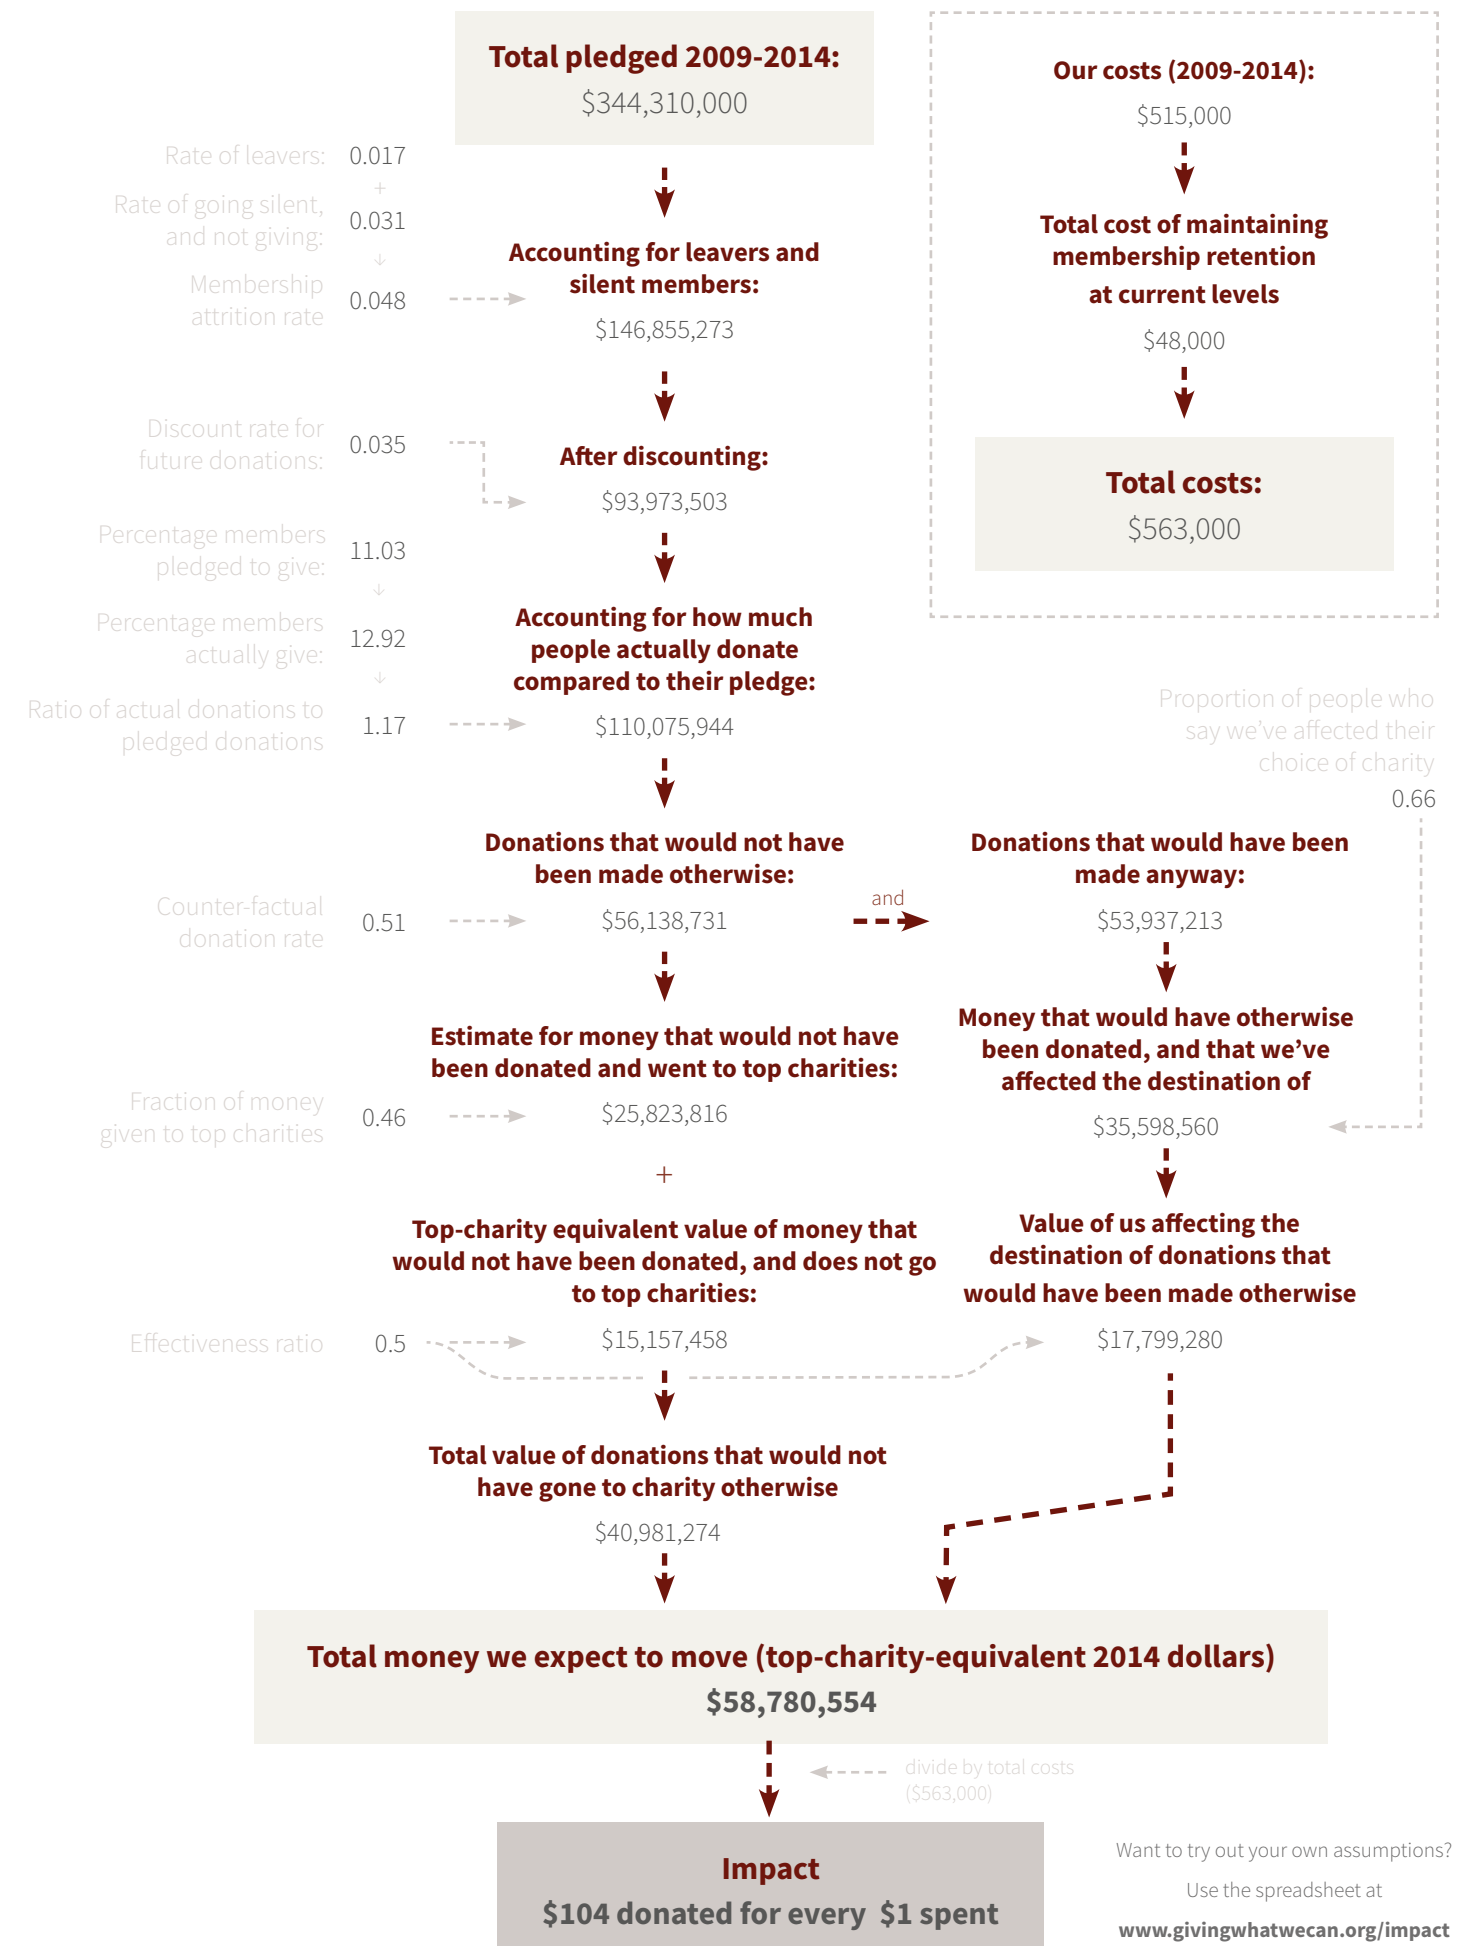 Total pledged 2009-2014:
$344,310,000
Our costs (2009-2014):
$515,000
Total cost of maintaining
membership retention
at current levels
$48,000
Total costs:
$563,000
Rate of leavers: 0.017
+
Rate of going silent,
and not giving: 0.031
Membership
attrition rate 0.048
Accounting for leavers and
silent members:
$146,855,273
Discount rate for
future donations: 0.035
After discounting:
$93,973,503
Percentage members
pledged to give: 11.03
Percentage members
actually give: 12.92
Ratio of actual donations to
pledged donations 1.17
Accounting for how much
people actually donate
compared to their pledge:
$110,075,944
Proportion of people who
say we've affected their
choice of charity
0.66
Counter-factual
donation rate 0.51
Donations that would not have
been made otherwise:
$56,138,731
and
Donations that would have been
made anyway:
$53,937,213
Fraction of money
given to top charities 0.46
Estimate for money that would not have
been donated and went to top charities:
$25,823,816
+
Money that would have otherwise
been donated, and that we've
affected the destination of
$35,598,560
Effectiveness ratio 0.5
Top-charity equivalent value of money that
would not have been donated, and does not go
to top charities:
$15,157,458
Value of us affecting the
destination of donations that
would have been made otherwise
$17,799,280
Total value of donations that would not
have gone to charity otherwise
$40,981,274
Total money we expect to move (top-charity-equivalent 2014 dollars)
$58,780,554
divide by total costs
($563,000)
Impact
$104 donated for every $1 spent
Want to try out your own assumptions?
Use the spreadsheet at
www.givingwhatwecan.org/impact